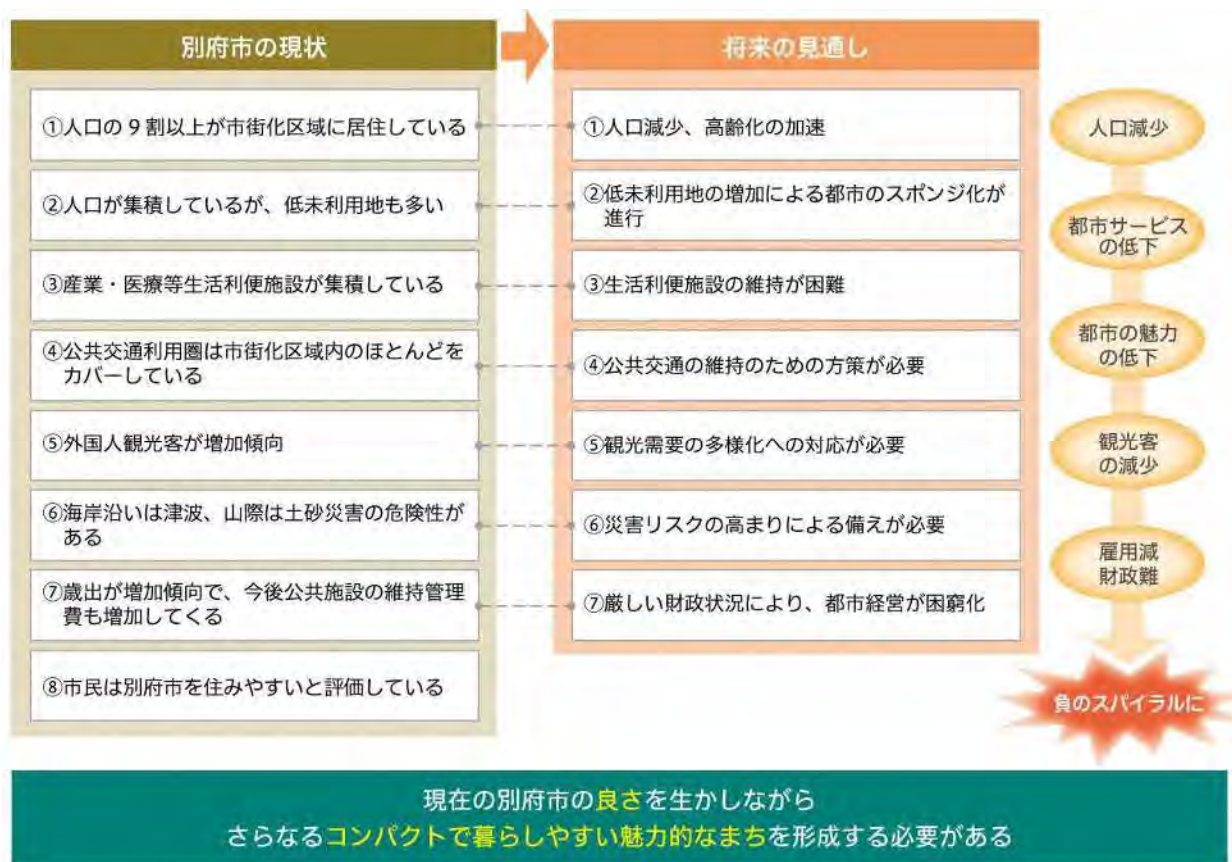 別府市の現状
①人口の9割以上が市街化区域に居住している
②人口が集積しているが、低未利用地も多い
③産業・医療等生活利便施設が集積している
④公共交通利用圏は市街化区域内のほとんどを
カバーしている
⑤外国人観光客が増加傾向
⑥海岸沿いは津波、山際は土砂災害の危険性が
ある
⑦歳出が増加傾向で、今後公共施設の維持管理
費も増加してくる
⑧市民は別府市を住みやすいと評価している
将来の見通し
①人口減少、高齢化の加速
②低未利用地の増加による都市のスポンジ化が
進行
③生活利便施設の維持が困難
④公共交通の維持のための方策が必要
⑤観光需要の多様化への対応が必要
⑥災害リスクの高まりによる備えが必要
⑦厳しい財政状況により、都市経営が困窮化
人口減少
都市サービス
の低下
都市の魅力
の低下
観光客
の減少
雇用減
財政難
負のスパイラルに
現在の別府市の良さを生かしながら
さらなるコンパクトで暮らしやすい魅力的なまちを形成する必要がある